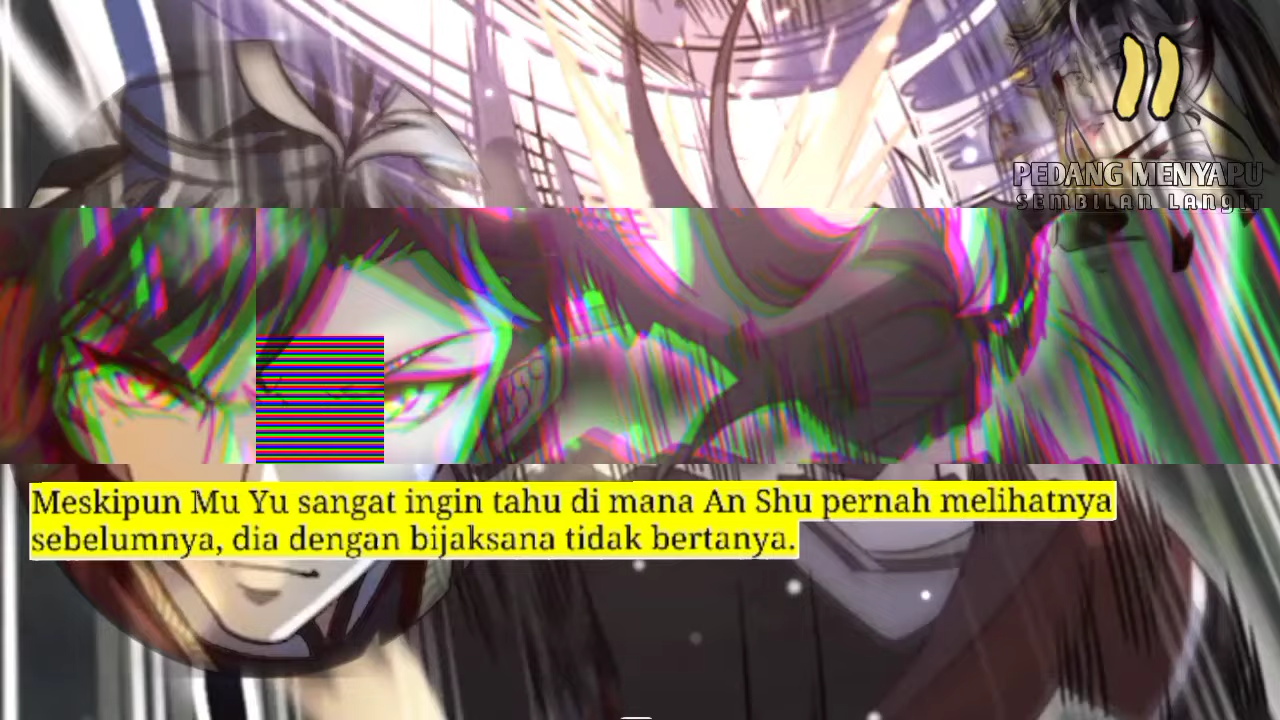 PEDANG MENYAPU
SEMBILAN LANGIT
Meskipun Mu Yu sangat ingin tahu di mana An Shu pernah melihatnya
sebelumnya, dia dengan bijaksana tidak bertanya.